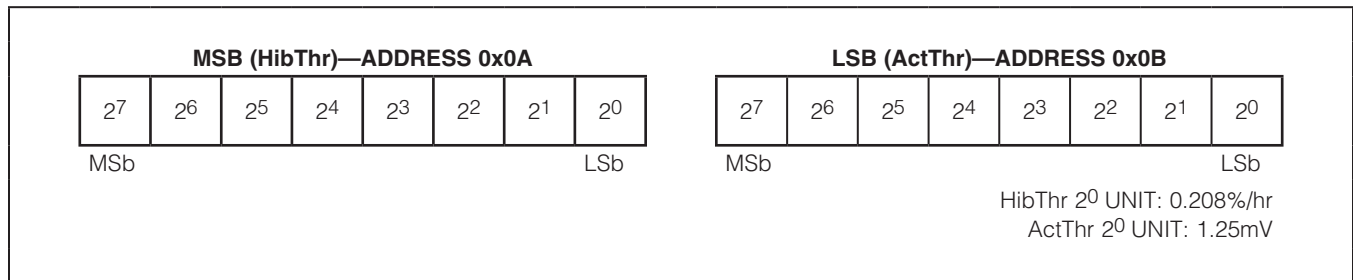 MSB (HibThr)—ADDRESS 0x0A
2⁷ 2⁶ 2⁵ 2⁴ 2³ 2² 2¹ 2⁰
MSb LSb
LSB (ActThr)—ADDRESS 0x0B
2⁷ 2⁶ 2⁵ 2⁴ 2³ 2² 2¹ 2⁰
MSb LSb
HibThr 2⁰ UNIT: 0.208%/hr
ActThr 2⁰ UNIT: 1.25mV